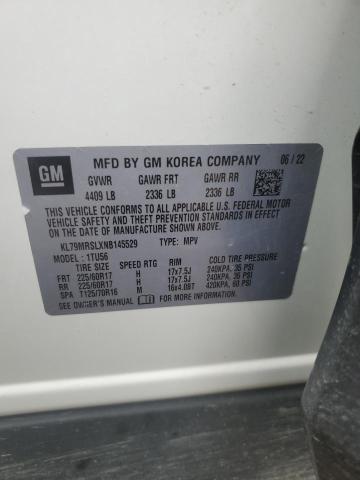 GM
MFD BY GM KOREA COMPANY 06 / 22
GVWR GAWR FRT GAWR RR
4409 LB 2336 LB 2336 LB
THIS VEHICLE CONFORMS TO ALL APPLICABLE U.S. FEDERAL MOTOR
VEHICLE SAFETY AND THEFT PREVENTION STANDARDS IN EFFECT ON
THE DATE OF MANUFACTURE SHOWN ABOVE.
KL79MRSLXNB145529 TYPE: MPV
MODEL: 1TU56
TIRE SIZE SPEED RTG RIM
FRT 225/60R17 H 17x7.5J 240KPA, 35 PSI
RR 225/60R17 H 17x7.5J 240KPA, 35 PSI
SPA T125/70R16 M 16x4.0BT 420KPA, 60 PSI
SEE OWNER'S MANUAL FOR MORE INFORMATION.